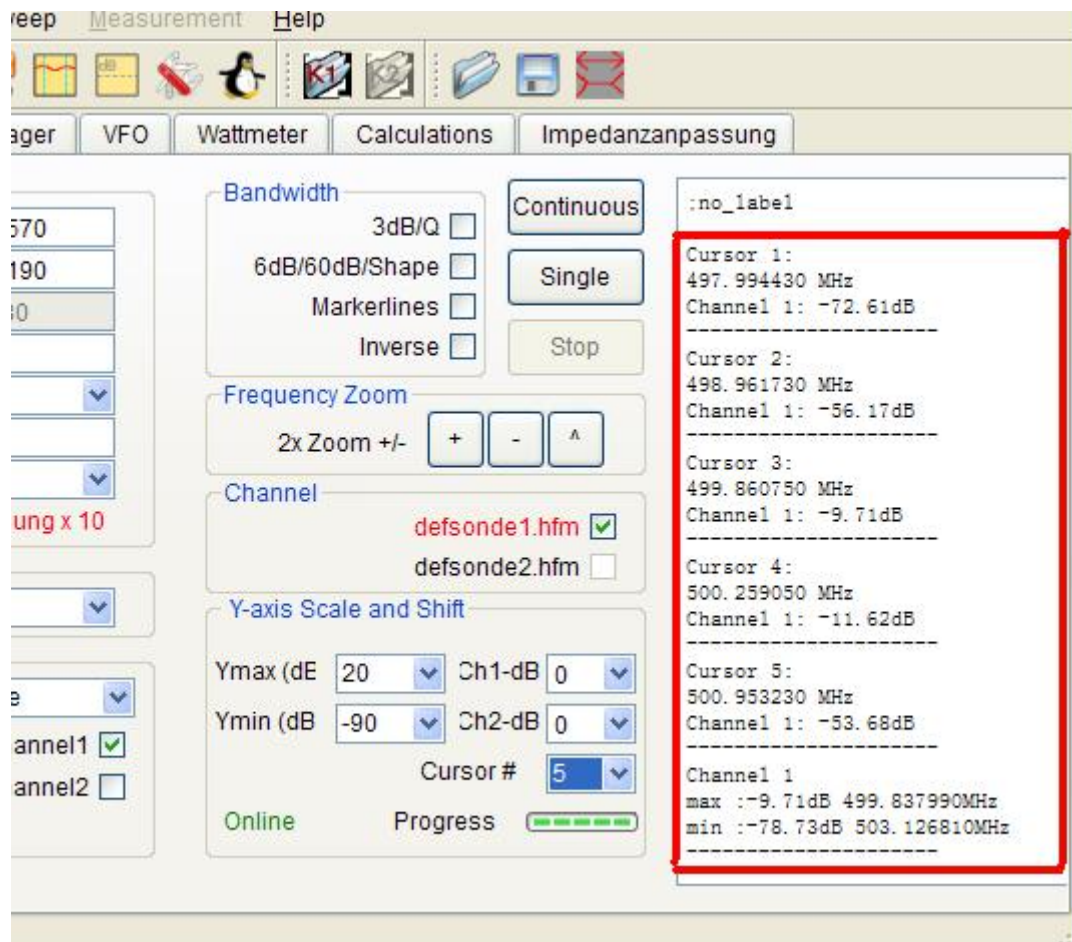 Measurement Help
dB
K1 K2
VFO Wattmeter Calculations Impedanzanpassung
570
190
ung x 10
annel1
annel2
Bandwidth
3dB/Q
6dB/60dB/Shape
Markerlines
Inverse
Continuous
Single
Stop
Frequency Zoom
2x Zoom +/- + - ^
Channel
defsonde1.hfm
defsonde2.hfm
Y-axis Scale and Shift
Ymax (dE 20 Ch1-dB 0
Ymin (dB -90 Ch2-dB 0
Cursor # 5
Online Progress
:no_label
Cursor 1:
497.994430 MHz
Channel 1: -72.61dB
---------------------
Cursor 2:
498.961730 MHz
Channel 1: -56.17dB
---------------------
Cursor 3:
499.860750 MHz
Channel 1: -9.71dB
---------------------
Cursor 4:
500.259050 MHz
Channel 1: -11.62dB
---------------------
Cursor 5:
500.953230 MHz
Channel 1: -53.68dB
---------------------
Channel 1
max :-9.71dB 499.837990MHz
min :-78.73dB 503.126810MHz
---------------------